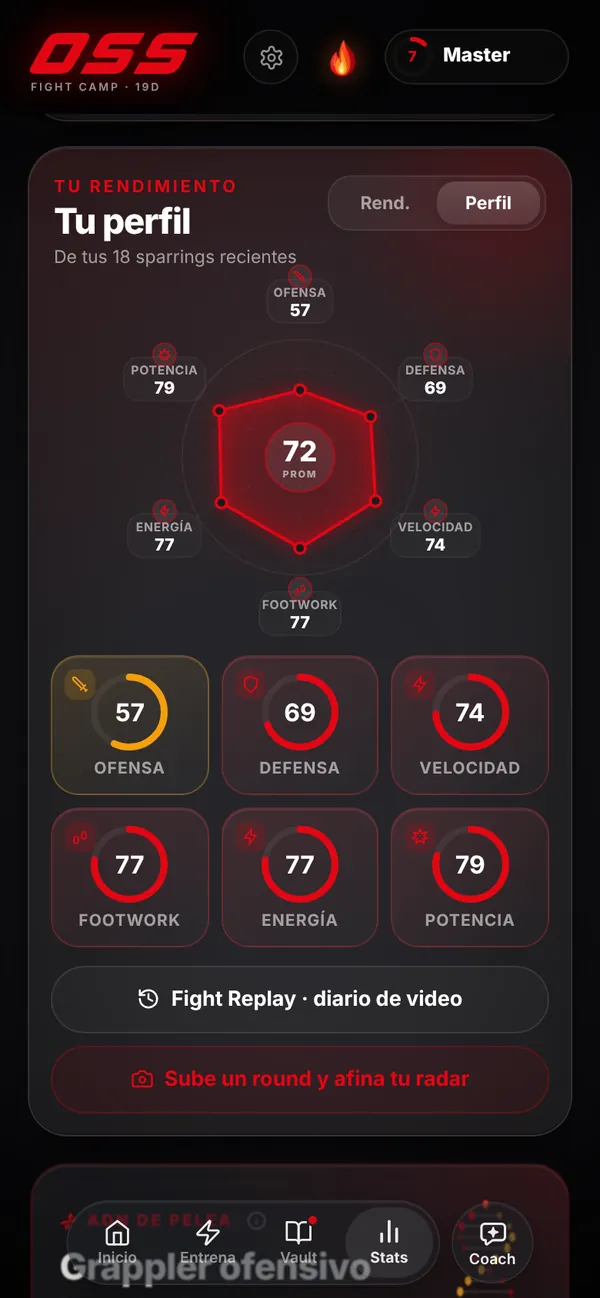 OSS
FIGHT CAMP · 19D
7
Master
TU RENDIMIENTO
Tu perfil
De tus 18 sparrings recientes
Rend.
Perfil
OFENSA
57
POTENCIA
79
DEFENSA
69
72
PROM
ENERGÍA
77
VELOCIDAD
74
FOOTWORK
77
57
OFENSA
69
DEFENSA
74
VELOCIDAD
77
FOOTWORK
77
ENERGÍA
79
POTENCIA
Fight Replay · diario de video
Sube un round y afina tu radar
ADN DE PELEA
Grappler ofensivo
Inicio
Entrena
Vault
Stats
Coach